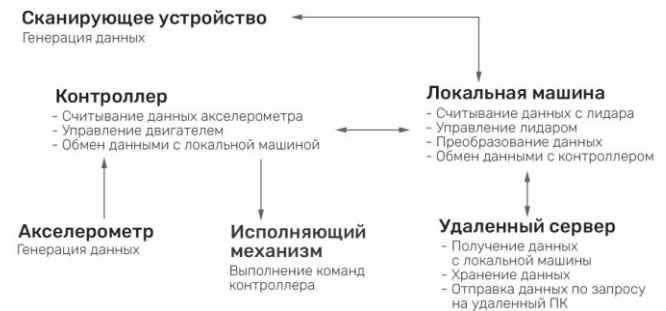 Сканирующее устройство
Генерация данных
Контроллер
- Считывание данных акселерометра
- Управление двигателем
- Обмен данными с локальной машиной
Локальная машина
- Считывание данных с лидара
- Управление лидаром
- Преобразование данных
- Обмен данными с контроллером
Акселерометр
Генерация данных
Исполняющий
механизм
Выполнение команд
контроллера
Удаленный сервер
- Получение данных
с локальной машины
- Хранение данных
- Отправка данных по запросу
на удаленный ПК